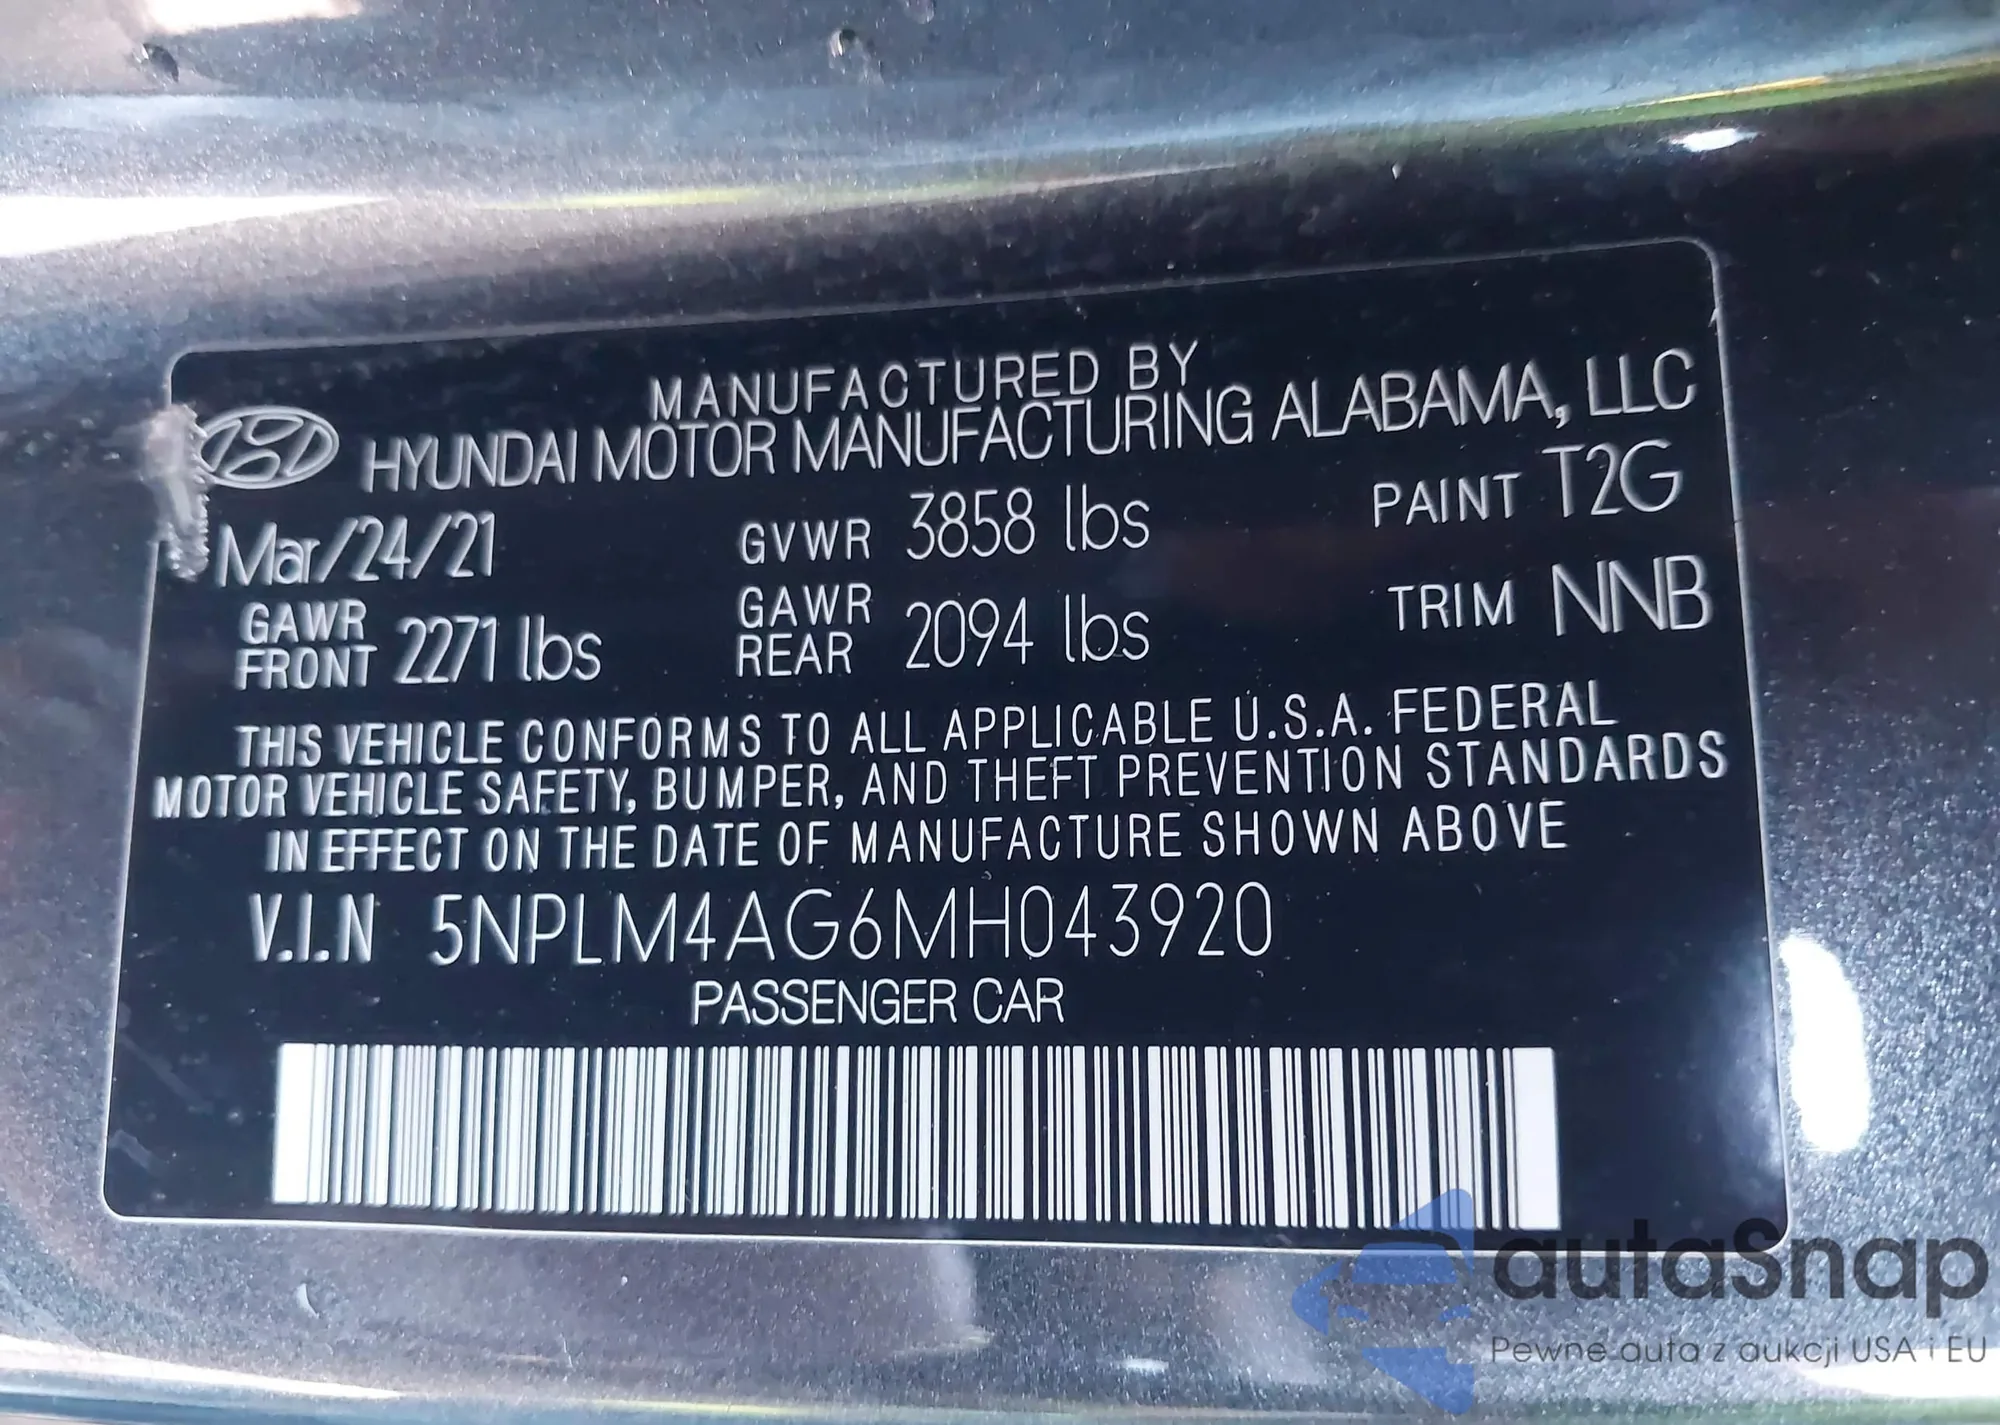 MANUFACTURED BY
HYUNDAI MOTOR MANUFACTURING ALABAMA, LLC
Mar/24/21 GVWR 3858 lbs PAINT T2G
GAWR FRONT 2271 lbs GAWR REAR 2094 lbs TRIM NNB
THIS VEHICLE CONFORMS TO ALL APPLICABLE U.S.A. FEDERAL
MOTOR VEHICLE SAFETY, BUMPER, AND THEFT PREVENTION STANDARDS
IN EFFECT ON THE DATE OF MANUFACTURE SHOWN ABOVE
V.I.N 5NPLM4AG6MH043920
PASSENGER CAR
autaSnap
Pewne auta z aukcji USA i EU